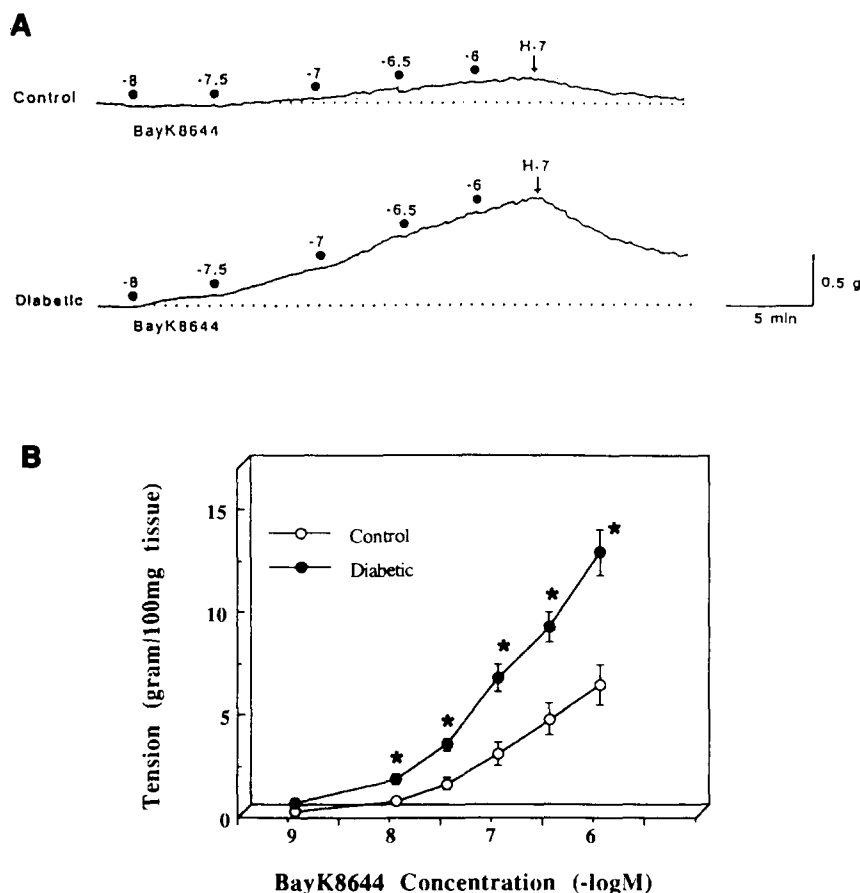 A
H-7
-6
-6.5
-7
-7.5
-8
Control
BayK8644
H-7
-6
-6.5
-7
-7.5
-8
Diabetic
BayK8644
0.5 g
5 min
B
Tension (gram/100mg tissue)
15
10
5
0
Control
Diabetic
★
★
★
★
★
9 8 7 6
BayK8644 Concentration (-logM)